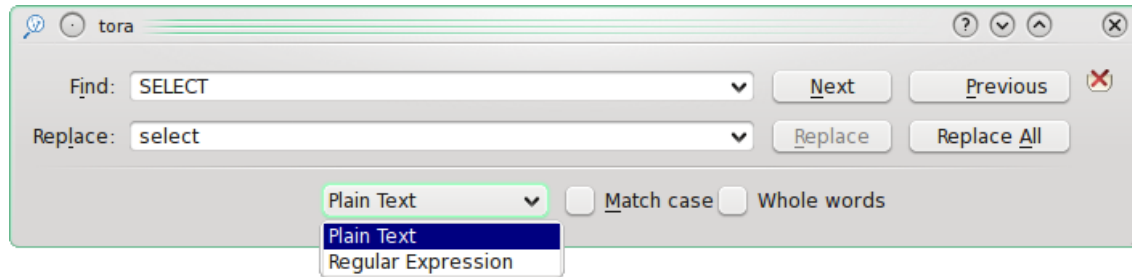 tora
Find: SELECT Next Previous
Replace: select Replace Replace All
Plain Text Match case Whole words
Plain Text
Regular Expression